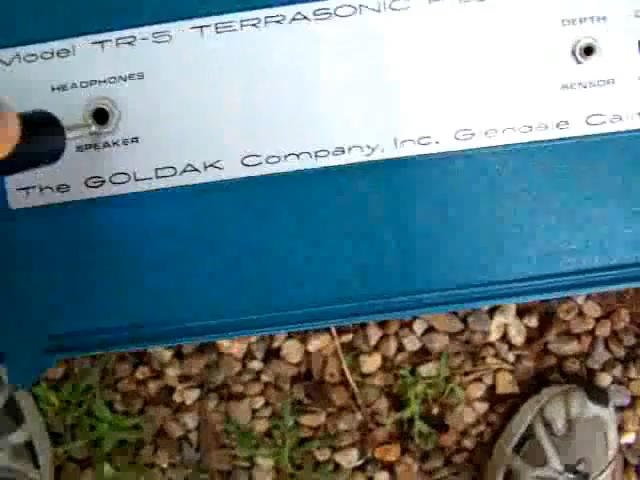 Model TR-5 TERRASONIC
DEPTH
HEADPHONES
SENSOR
SPEAKER
The GOLDAK Company, Inc. Glendale